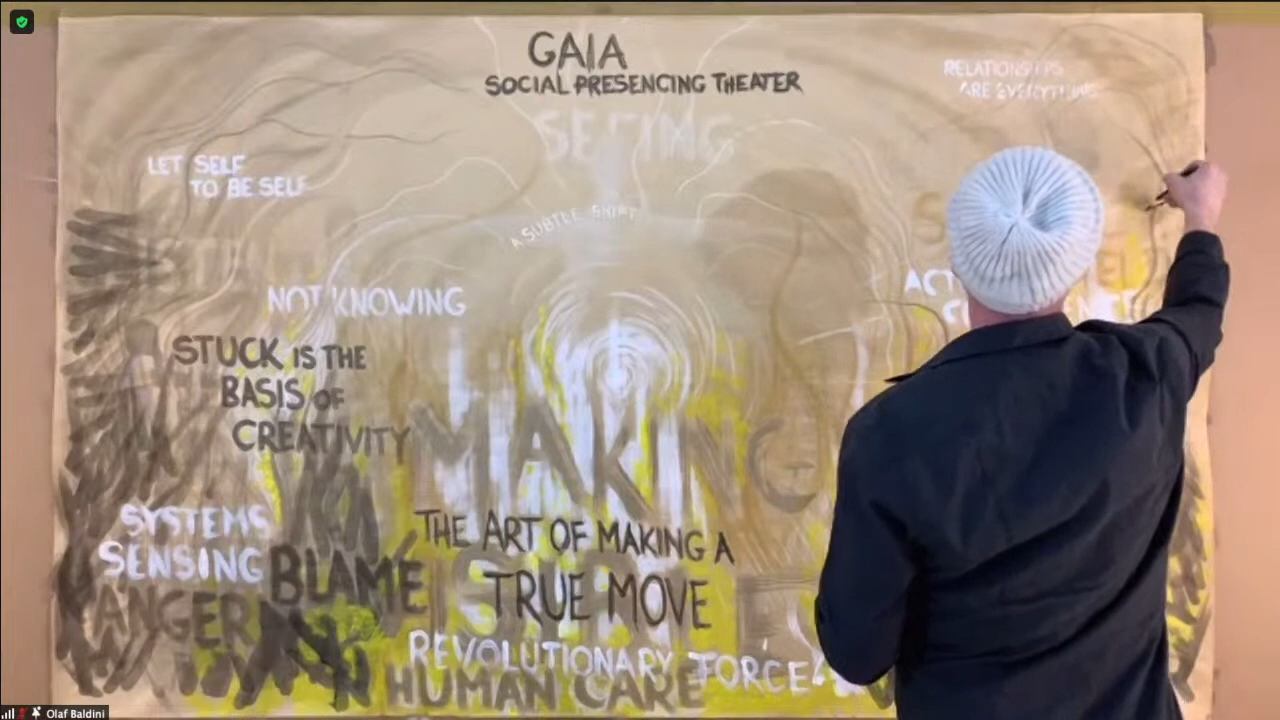 GAIA
SOCIAL PRESENCING THEATER
RELATIONSHIPS
ARE EVERYTHING
SEEING
LET SELF
TO BE SELF
A SUBTLE SHIFT
NOT KNOWING
STUCK IS THE
BASIS OF
CREATIVITY
MAKING
SYSTEMS
SENSING
THE ART OF MAKING A
TRUE MOVE
BLAME
ANGER
REVOLUTIONARY FORCE
HUMAN CARE
Olaf Baldini